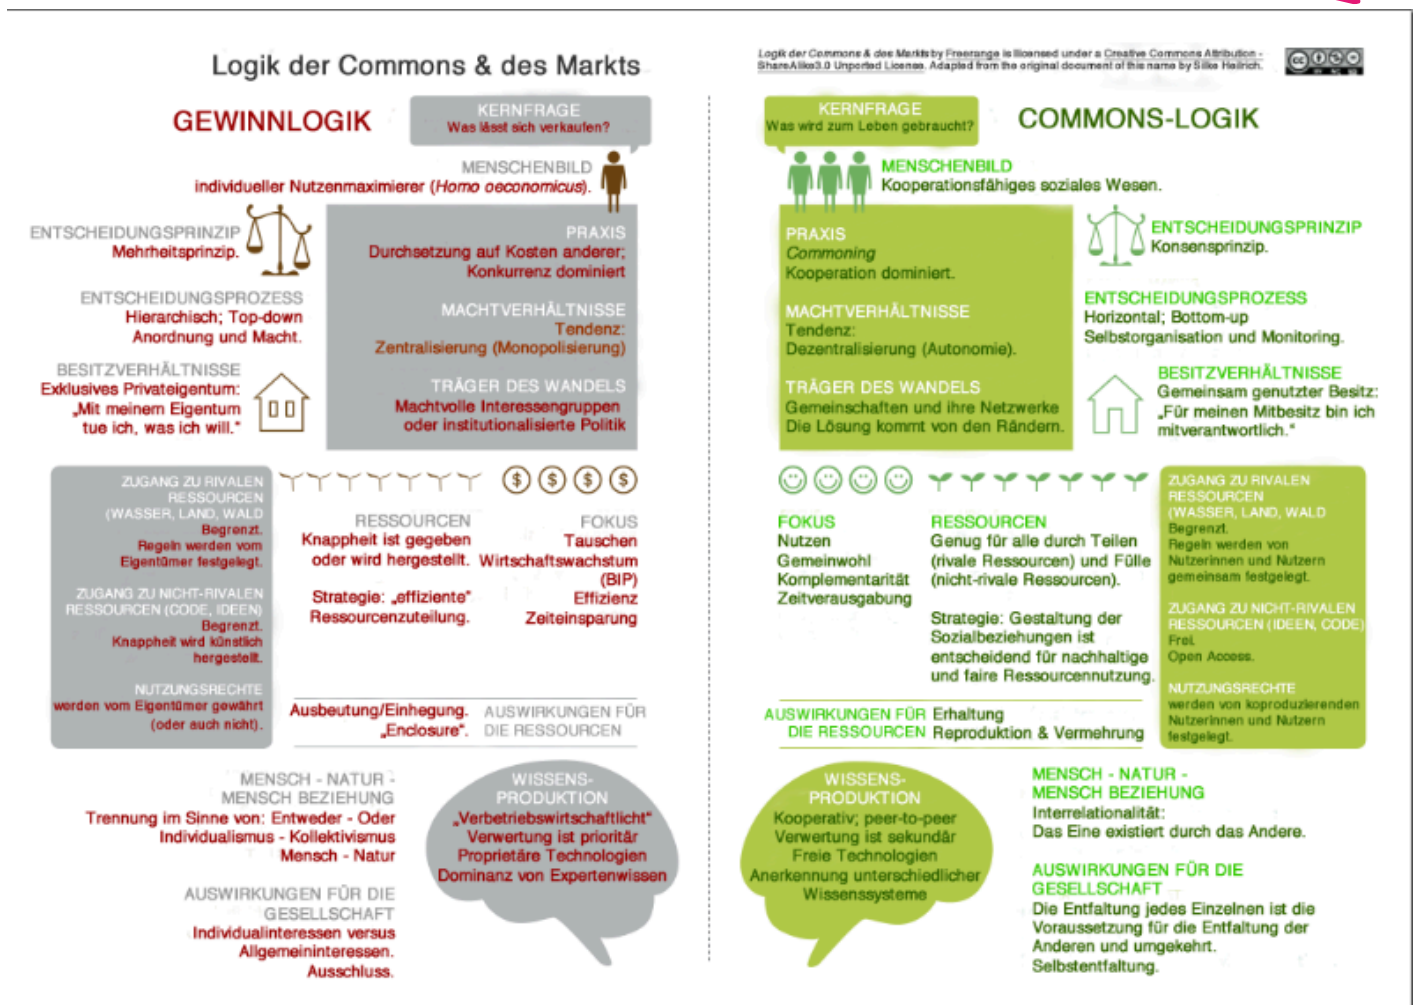 Logik der Commons & des Markts
Logik der Commons & des Markts by Freerange is licensed under a Creative Commons Attribution -
ShareAlike3.0 Unported License. Adapted from the original document of this name by Silke Helfrich.
GEWINNLOGIK
KERNFRAGE
Was lässt sich verkaufen?
MENSCHENBILD
individueller Nutzenmaximierer (Homo oeconomicus).
ENTSCHEIDUNGSPRINZIP
Mehrheitsprinzip.
ENTSCHEIDUNGSPROZESS
Hierarchisch; Top-down
Anordnung und Macht.
BESITZVERHÄLTNISSE
Exklusives Privateigentum:
„Mit meinem Eigentum
tue ich, was ich will.“
PRAXIS
Durchsetzung auf Kosten anderer;
Konkurrenz dominiert
MACHTVERHÄLTNISSE
Tendenz:
Zentralisierung (Monopolisierung)
TRÄGER DES WANDELS
Machtvolle Interessengruppen
oder institutionalisierte Politik
ZUGANG ZU RIVALEN
RESSOURCEN
(WASSER, LAND, WALD
Begrenzt.
Regeln werden vom
Eigentümer festgelegt.
ZUGANG ZU NICHT-RIVALEN
RESSOURCEN (CODE, IDEEN)
Begrenzt.
Knappheit wird künstlich
hergestellt.
NUTZUNGSRECHTE
werden vom Eigentümer gewährt
(oder auch nicht).
RESSOURCEN
Knappheit ist gegeben
oder wird hergestellt.
Strategie: „effiziente“
Ressourcenzuteilung.
$ $ $ $
FOKUS
Tauschen
Wirtschaftswachstum
(BIP)
Effizienz
Zeiteinsparung
Ausbeutung/Einhegung.
„Enclosure“.
AUSWIRKUNGEN FÜR
DIE RESSOURCEN
MENSCH - NATUR -
MENSCH BEZIEHUNG
Trennung im Sinne von: Entweder - Oder
Individualismus - Kollektivismus
Mensch - Natur
AUSWIRKUNGEN FÜR DIE
GESELLSCHAFT
Individualinteressen versus
Allgemeininteressen.
Ausschluss.
WISSENS-
PRODUKTION
„Verbetriebswirtschaftlicht“
Verwertung ist prioritär
Proprietäre Technologien
Dominanz von Expertenwissen
KERNFRAGE
Was wird zum Leben gebraucht?
COMMONS-LOGIK
MENSCHENBILD
Kooperationsfähiges soziales Wesen.
PRAXIS
Commoning
Kooperation dominiert.
MACHTVERHÄLTNISSE
Tendenz:
Dezentralisierung (Autonomie).
TRÄGER DES WANDELS
Gemeinschaften und ihre Netzwerke
Die Lösung kommt von den Rändern.
ENTSCHEIDUNGSPRINZIP
Konsensprinzip.
ENTSCHEIDUNGSPROZESS
Horizontal; Bottom-up
Selbstorganisation und Monitoring.
BESITZVERHÄLTNISSE
Gemeinsam genutzter Besitz:
„Für meinen Mitbesitz bin ich
mitverantwortlich.“
FOKUS
Nutzen
Gemeinwohl
Komplementarität
Zeitverausgabung
RESSOURCEN
Genug für alle durch Teilen
(rivale Ressourcen) und Fülle
(nicht-rivale Ressourcen).
Strategie: Gestaltung der
Sozialbeziehungen ist
entscheidend für nachhaltige
und faire Ressourcennutzung.
ZUGANG ZU RIVALEN
RESSOURCEN
(WASSER, LAND, WALD
Begrenzt.
Regeln werden von
Nutzerinnen und Nutzern
gemeinsam festgelegt.
ZUGANG ZU NICHT-RIVALEN
RESSOURCEN (IDEEN, CODE)
Frei.
Open Access.
NUTZUNGSRECHTE
werden von koproduzierenden
Nutzerinnen und Nutzern
festgelegt.
AUSWIRKUNGEN FÜR
DIE RESSOURCEN
Erhaltung
Reproduktion & Vermehrung
WISSENS-
PRODUKTION
Kooperativ; peer-to-peer
Verwertung ist sekundär
Freie Technologien
Anerkennung unterschiedlicher
Wissenssysteme
MENSCH - NATUR -
MENSCH BEZIEHUNG
Interrelationalität:
Das Eine existiert durch das Andere.
AUSWIRKUNGEN FÜR DIE
GESELLSCHAFT
Die Entfaltung jedes Einzelnen ist die
Voraussetzung für die Entfaltung der
Anderen und umgekehrt.
Selbstentfaltung.